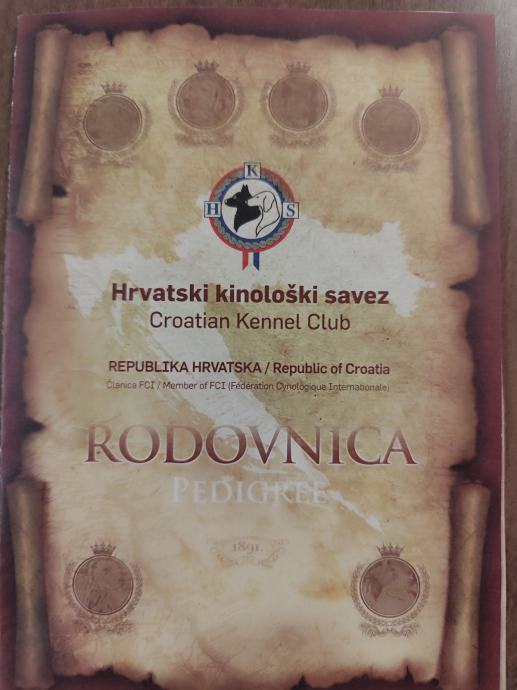 K
H S
Hrvatski kinološki savez
Croatian Kennel Club
REPUBLIKA HRVATSKA / Republic of Croatia
Članica FCI / Member of FCI (Fédération Cynologique Internationale)
RODOVNICA
PEDIGREE
1891.